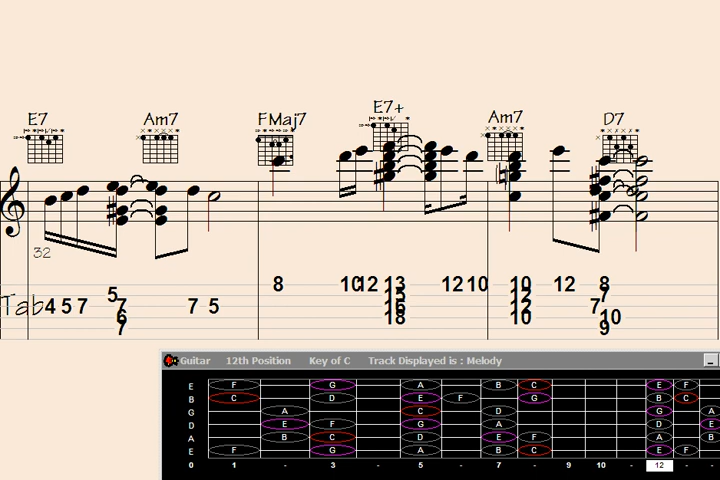 E7 Am7 FMaj7 E7+ Am7 D7
32
8 10 12 13 12 10 10 12 8
5 15 12 7
Tab 4 5 7 7 7 5 16 12 7
6 18 10 10
7 9
Guitar 12th Position Key of C Track Displayed is : Melody
E F G A B C E F
B C D E F G B C
G A C D G A
D E F G A D E
A B C D E F A
E F G A B C E F
0 1 - 3 - 5 - 7 - 9 10 - 12 - -